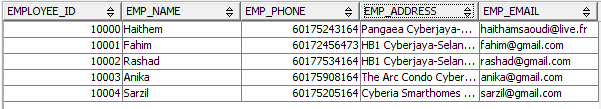 EMPLOYEE_ID EMP_NAME EMP_PHONE EMP_ADDRESS EMP_EMAIL
10000 Haithem 60175243164 Pangaea Cyberjaya-... haithamsaoudi@live.fr
10001 Fahim 60172456473 HB1 Cyberjaya-Selan... fahim@gmail.com
10002 Rashad 60177534164 HB1 Cyberjaya-Selan... rashad@gmail.com
10003 Anika 60175908164 The Arc Condo Cyber... anika@gmail.com
10004 Sarzil 60175205164 Cyberia Smarthomes ... sarzil@gmail.com